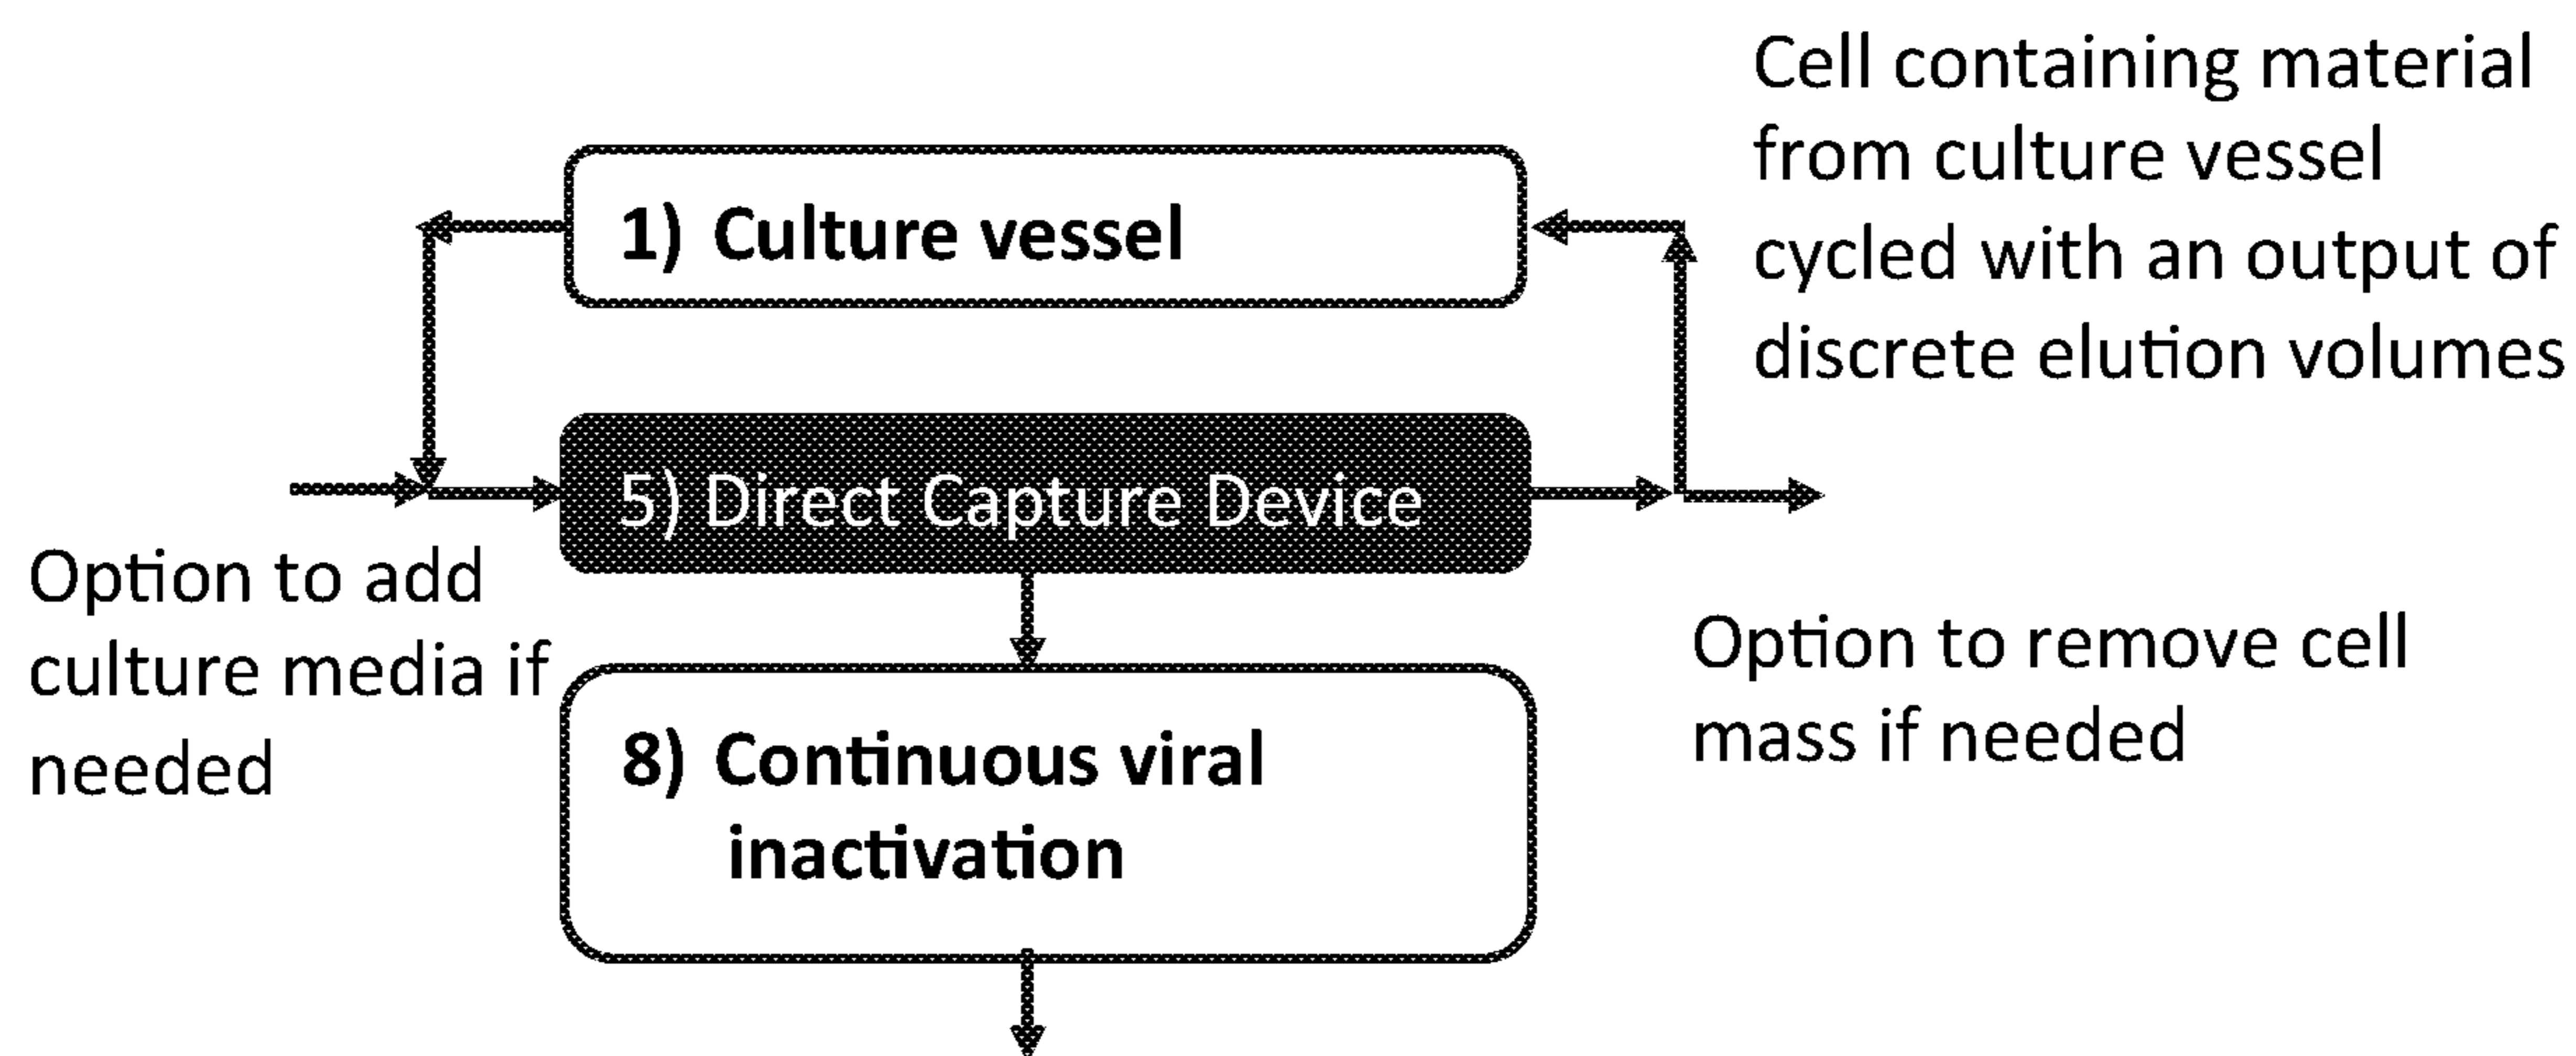 Cell containing material
from culture vessel
cycled with an output of
discrete elution volumes
1) Culture vessel
5) Direct Capture Device
Option to add
culture media if
needed
Option to remove cell
mass if needed
8) Continuous viral
inactivation